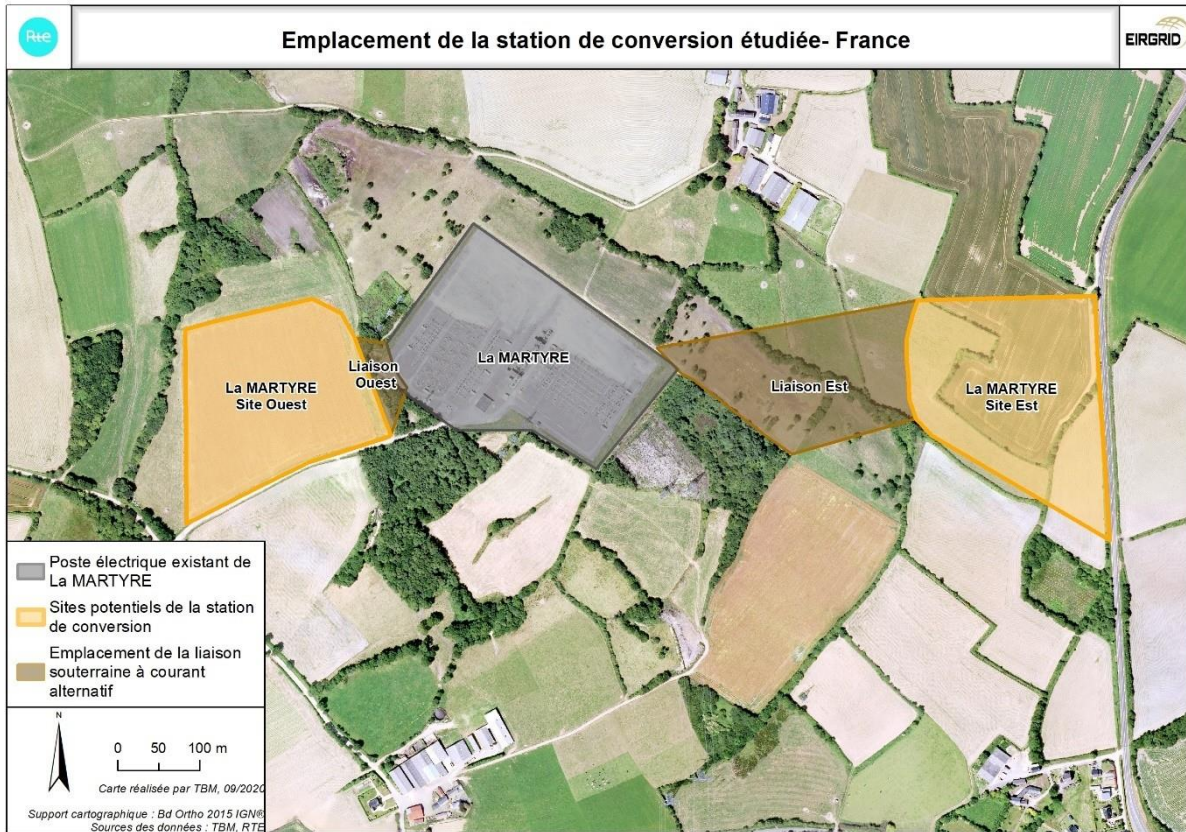 Rte
Emplacement de la station de conversion étudiée- France
EIRGRID
La MARTYRE
Site Ouest
Liaison
Ouest
La MARTYRE
Liaison Est
La MARTYRE
Site Est
Poste électrique existant de
La MARTYRE
Sites potentiels de la station
de conversion
Emplacement de la liaison
souterraine à courant
alternatif
N
0 50 100 m
Carte réalisée par TBM, 09/2020
Support cartographique : Bd Ortho 2015 IGN®
Sources des données : TBM, RTE